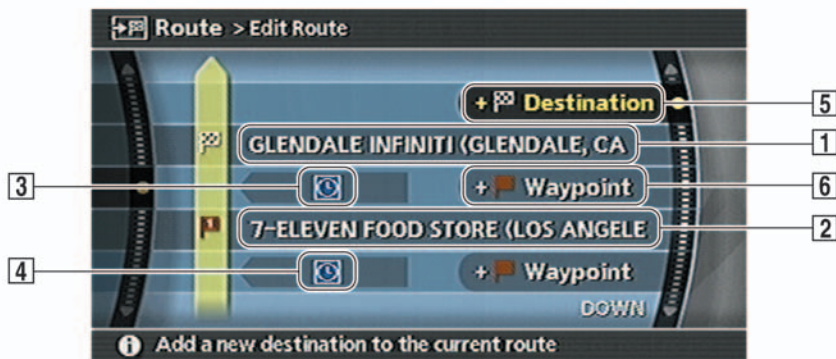 Route > Edit Route
+ Destination
5
GLENDALE INFINITI (GLENDALE, CA
1
3
+ Waypoint
6
1
7-ELEVEN FOOD STORE (LOS ANGELE
2
4
+ Waypoint
DOWN
i Add a new destination to the current route